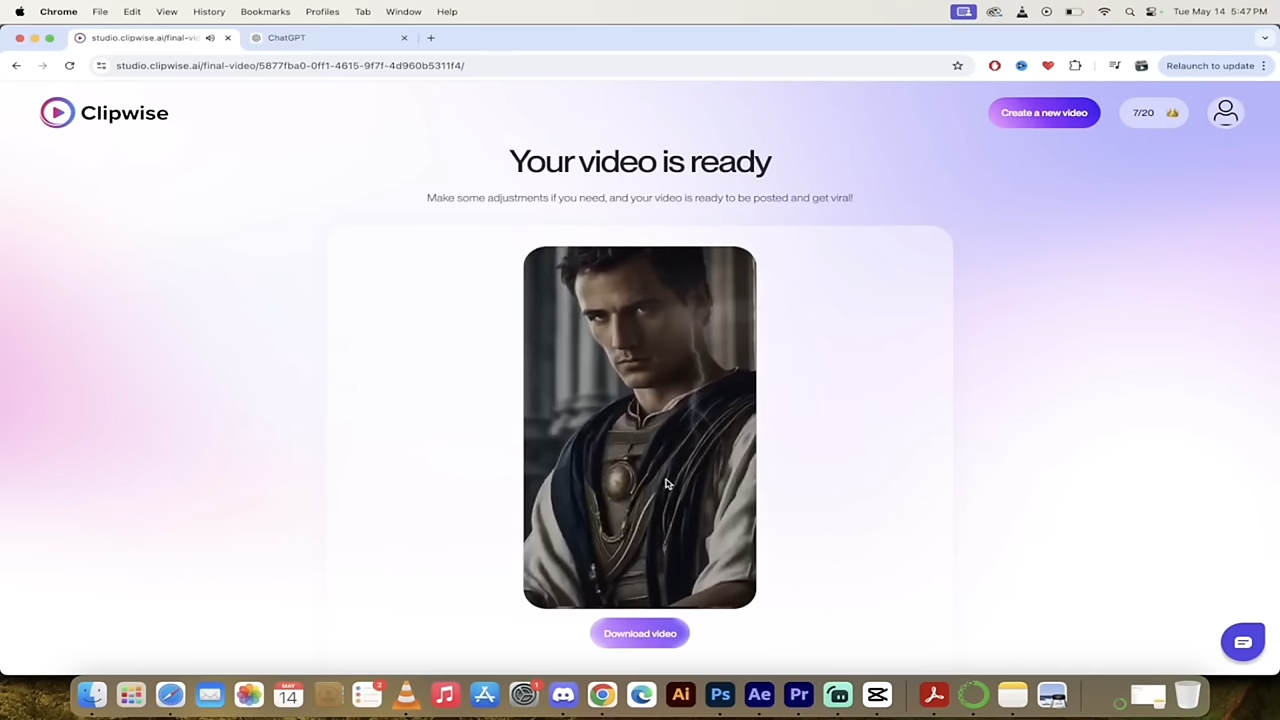 Chrome File Edit View History Bookmarks Profiles Tab Window Help Tue May 14 5:47 PM
studio.clipwise.ai/final-vi ChatGPT
studio.clipwise.ai/final-video/5877fba0-0ff1-4615-9f7f-4d960b5311f4/ Relaunch to update
Clipwise Create a new video 7/20
Your video is ready
Make some adjustments if you need, and your video is ready to be posted and get viral!
Download video
MAY
14 2 1 Ai Ps Ae Pr